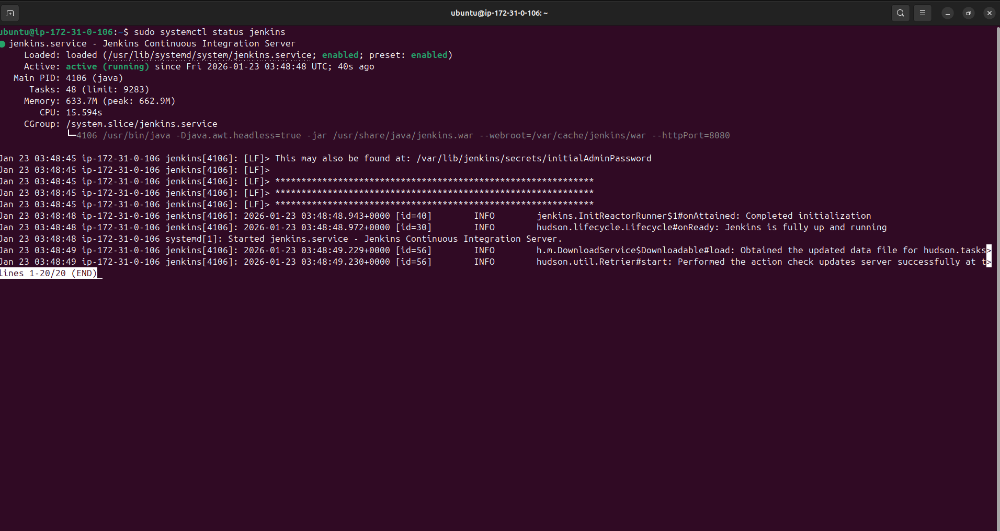 ubuntu@ip-172-31-0-106: ~
ubuntu@ip-172-31-0-106:~$ sudo systemctl status jenkins
● jenkins.service - Jenkins Continuous Integration Server
     Loaded: loaded (/usr/lib/systemd/system/jenkins.service; enabled; preset: enabled)
     Active: active (running) since Fri 2026-01-23 03:48:48 UTC; 40s ago
   Main PID: 4106 (java)
      Tasks: 48 (limit: 9283)
     Memory: 633.7M (peak: 662.9M)
        CPU: 15.594s
     CGroup: /system.slice/jenkins.service
             └─4106 /usr/bin/java -Djava.awt.headless=true -jar /usr/share/java/jenkins.war --webroot=/var/cache/jenkins/war --httpPort=8080
Jan 23 03:48:45 ip-172-31-0-106 jenkins[4106]: [LF]> This may also be found at: /var/lib/jenkins/secrets/initialAdminPassword
Jan 23 03:48:45 ip-172-31-0-106 jenkins[4106]: [LF]>
Jan 23 03:48:45 ip-172-31-0-106 jenkins[4106]: [LF]> *************************************************************
Jan 23 03:48:45 ip-172-31-0-106 jenkins[4106]: [LF]> *************************************************************
Jan 23 03:48:45 ip-172-31-0-106 jenkins[4106]: [LF]> *************************************************************
Jan 23 03:48:48 ip-172-31-0-106 jenkins[4106]: 2026-01-23 03:48:48.943+0000 [id=40]        INFO        jenkins.InitReactorRunner$1#onAttained: Completed initialization
Jan 23 03:48:48 ip-172-31-0-106 jenkins[4106]: 2026-01-23 03:48:48.972+0000 [id=30]        INFO        hudson.lifecycle.Lifecycle#onReady: Jenkins is fully up and running
Jan 23 03:48:48 ip-172-31-0-106 systemd[1]: Started jenkins.service - Jenkins Continuous Integration Server.
Jan 23 03:48:49 ip-172-31-0-106 jenkins[4106]: 2026-01-23 03:48:49.229+0000 [id=56]        INFO        h.m.DownloadService$Downloadable#load: Obtained the updated data file for hudson.tasks>
Jan 23 03:48:49 ip-172-31-0-106 jenkins[4106]: 2026-01-23 03:48:49.230+0000 [id=56]        INFO        hudson.util.Retrier#start: Performed the action check updates server successfully at t>
lines 1-20/20 (END)